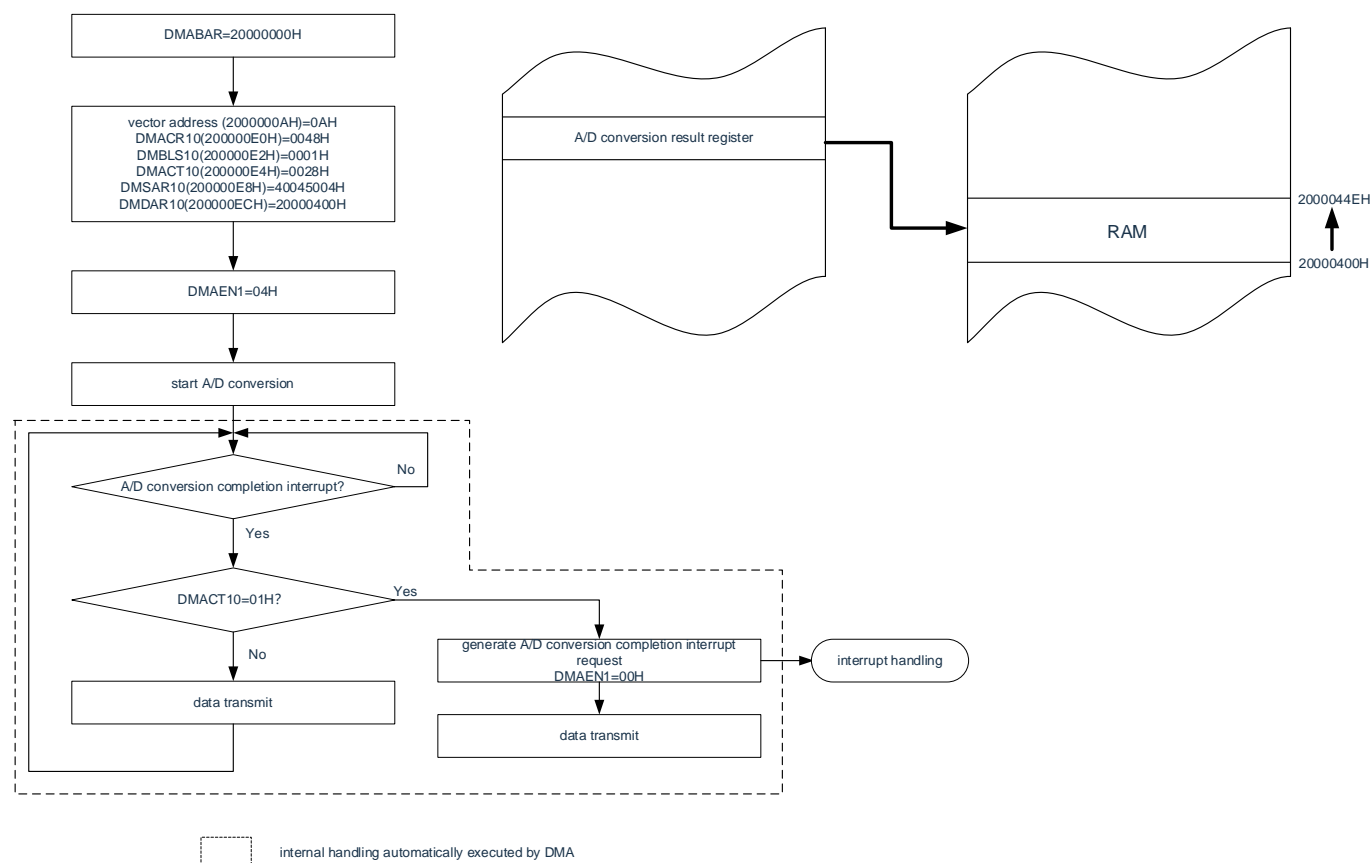 DMABAR=20000000H
vector address (2000000AH)=0AH
DMACR10(200000E0H)=0048H
DMBLS10(200000E2H)=0001H
DMACT10(200000E4H)=0028H
DMSAR10(200000E8H)=40045004H
DMDAR10(200000ECH)=20000400H
DMAEN1=04H
start A/D conversion
A/D conversion completion interrupt?
No
Yes
DMACT10=01H?
Yes
No
data transmit
generate A/D conversion completion interrupt
request
DMAEN1=00H
data transmit
interrupt handling
A/D conversion result register
RAM
2000044EH
20000400H
internal handling automatically executed by DMA